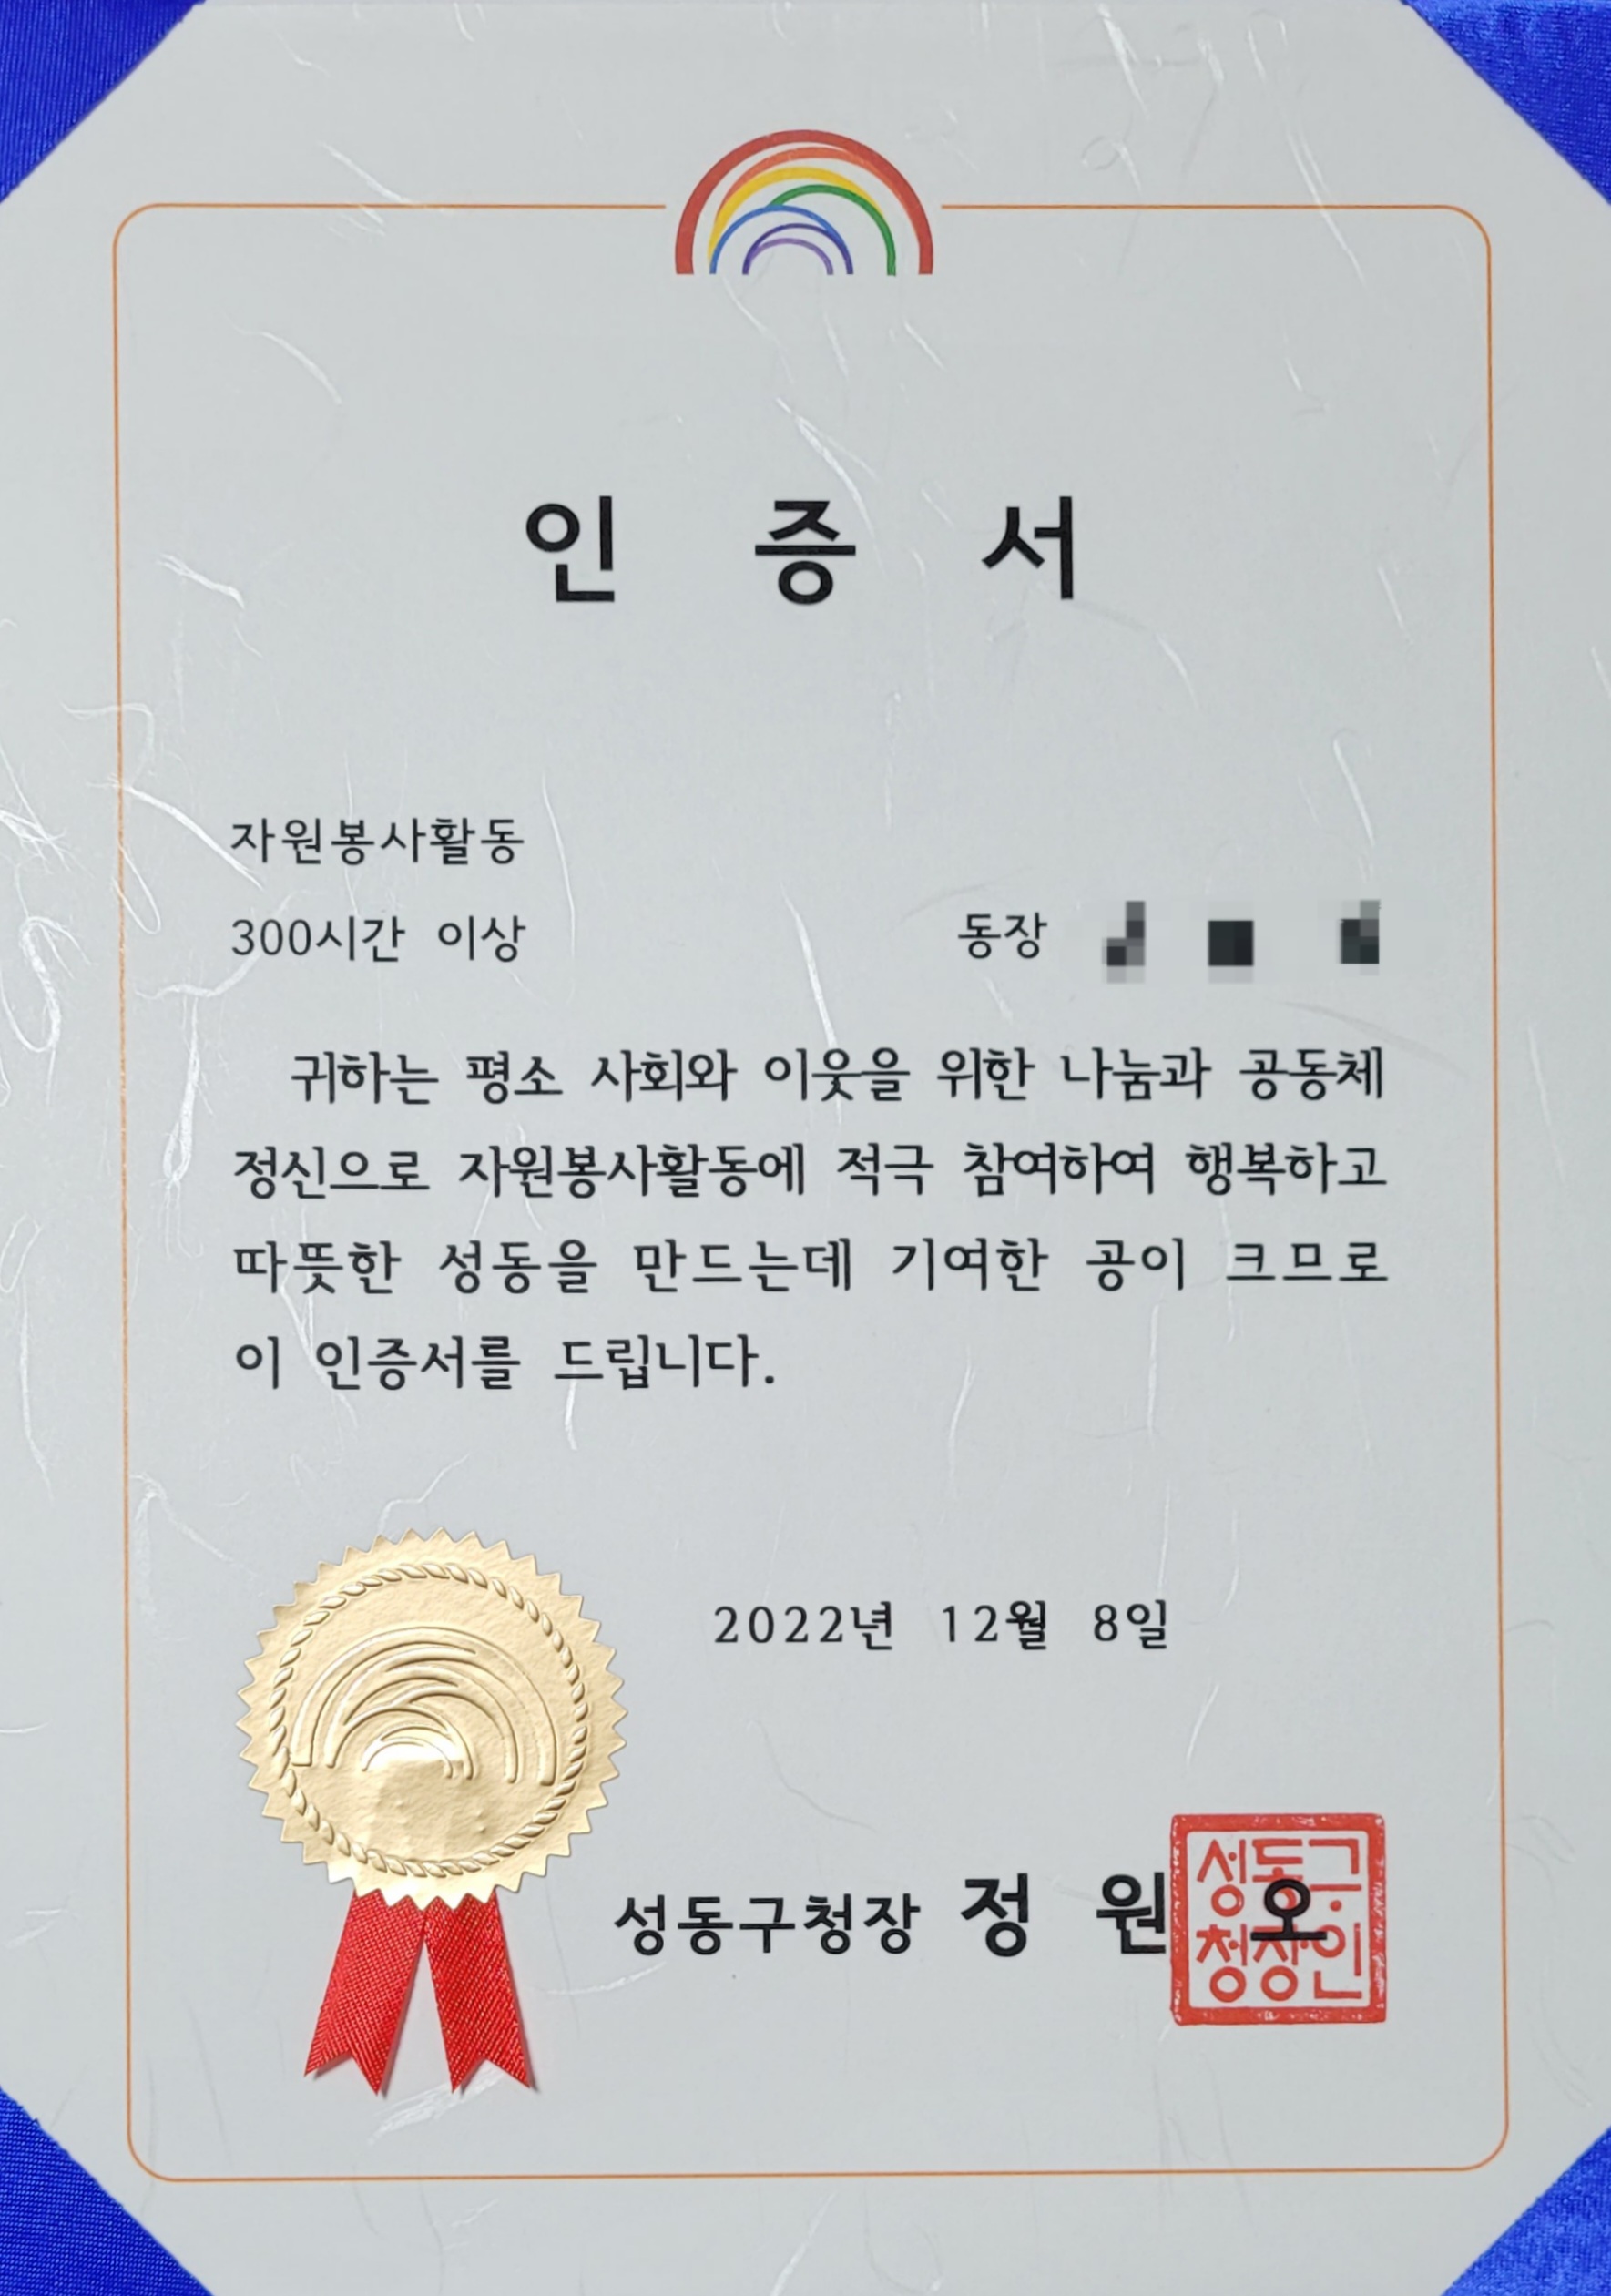 인 증 서
자원봉사활동
300시간 이상
동장
귀하는 평소 사회와 이웃을 위한 나눔과 공동체
정신으로 자원봉사활동에 적극 참여하여 행복하고
따뜻한 성동을 만드는데 기여한 공이 크므로
이 인증서를 드립니다.
2022년 12월 8일
성동구청장 정 원 오
성동구
청장인